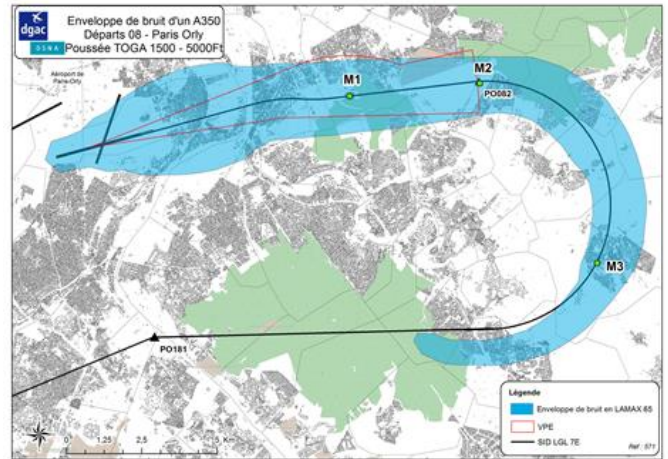 dgac
DSNA
Enveloppe de bruit d'un A350
Départs 08 - Paris Orly
Poussée TOGA 1500 - 5000Ft
Aéroport de
Paris-Orly
M1
M2
PO082
M3
PO181
0 1,25 2,5 5 Km
Légende
Enveloppe de bruit en LAMAX 65
VPE
SID LGL 7E
Réf : 571